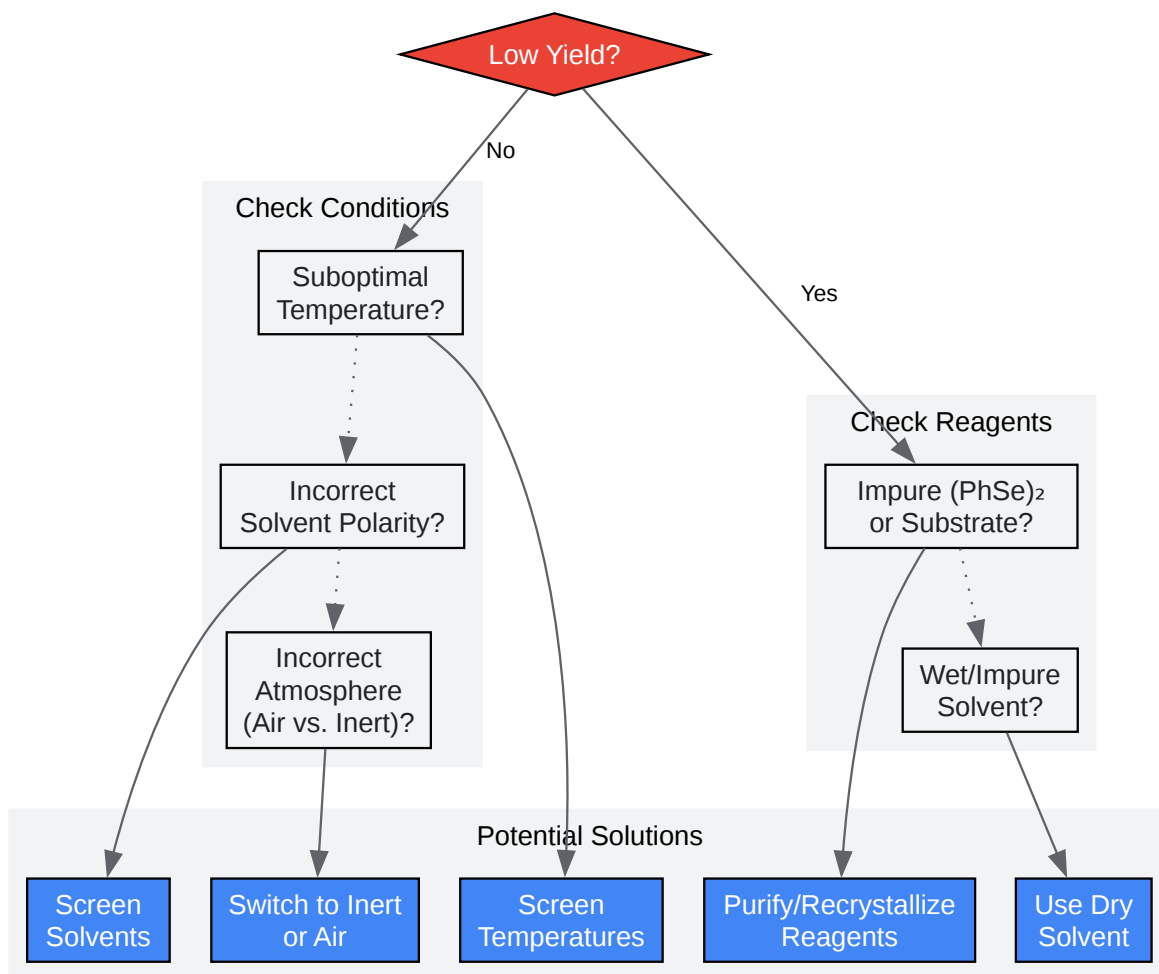 Low Yield?
No
Yes
Check Conditions
Suboptimal
Temperature?
Incorrect
Solvent Polarity?
Incorrect
Atmosphere
(Air vs. Inert)?
Check Reagents
Impure (PhSe)₂
or Substrate?
Wet/Impure
Solvent?
Potential Solutions
Screen
Solvents
Switch to Inert
or Air
Screen
Temperatures
Purify/Recrystallize
Reagents
Use Dry
Solvent